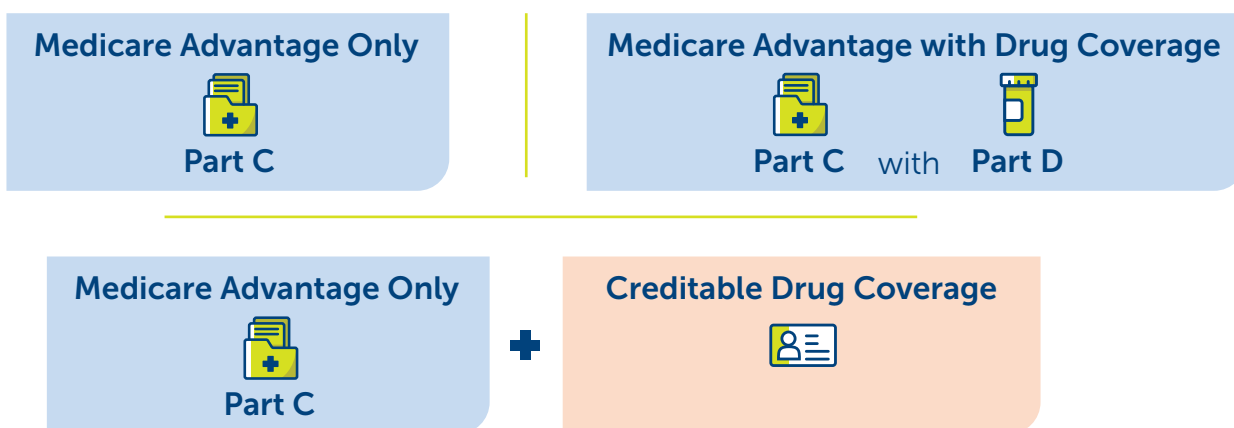 Medicare Advantage Only
Part C
Medicare Advantage with Drug Coverage
Part C with Part D
Medicare Advantage Only
Part C
Creditable Drug Coverage